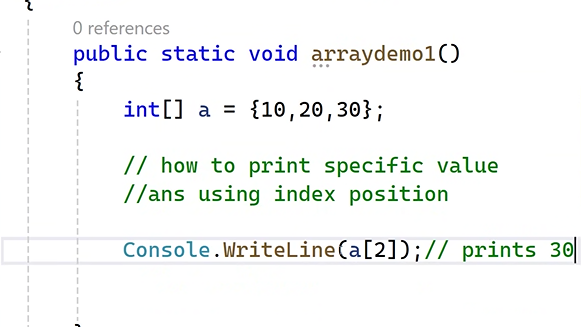 {
0 references
public static void arraydemo1()
{
int[] a = {10,20,30};
// how to print specific value
//ans using index position
Console.WriteLine(a[2]);// prints 30
}